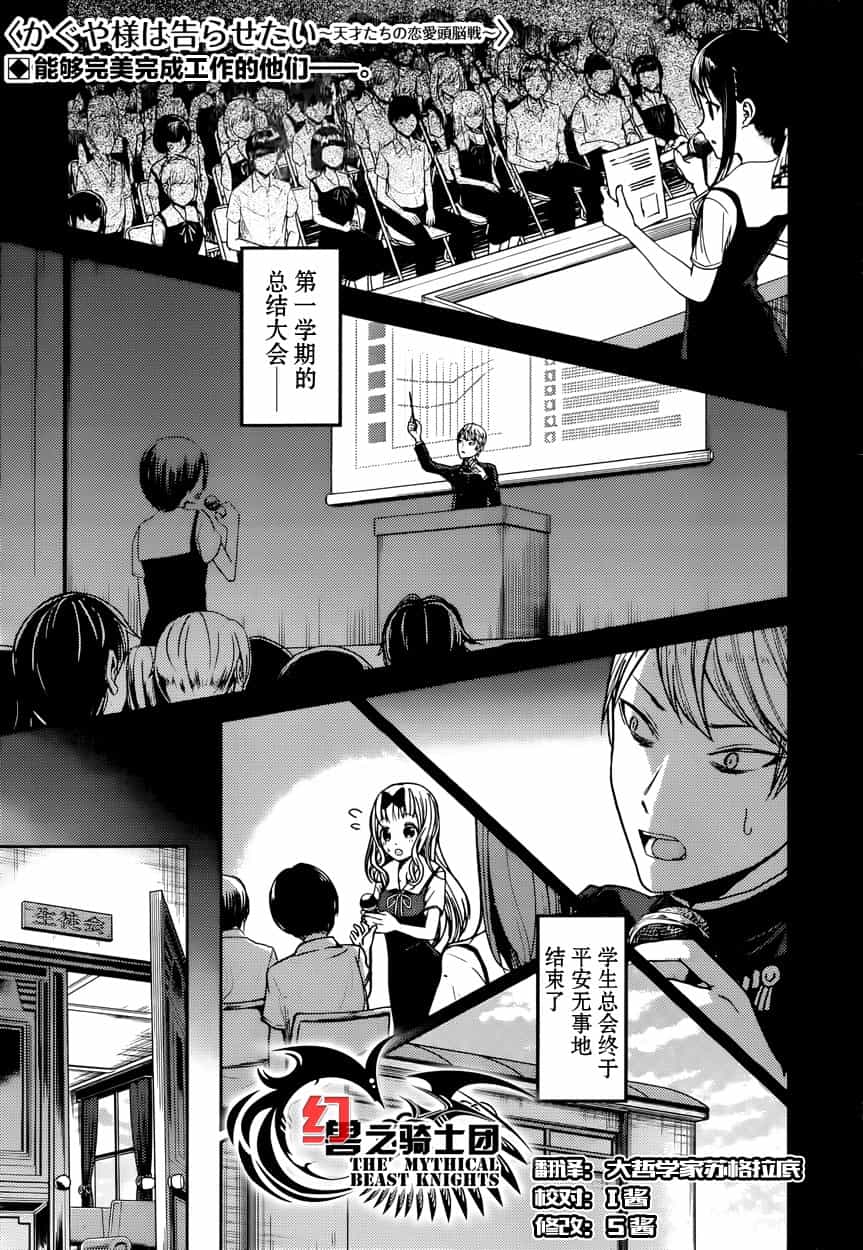 〈かぐや様は告らせたい~天才たちの恋愛頭脳戦~〉
◆能够完美完成工作的他们——。
第一学期的
总结大会——
学生总会终于
平安无事地
结束了
生徒会
幻兽之骑士团
THE MYTHICAL
BEAST KNIGHTS
翻译：大哲学家苏格拉底
校对：I酱
修改：S酱